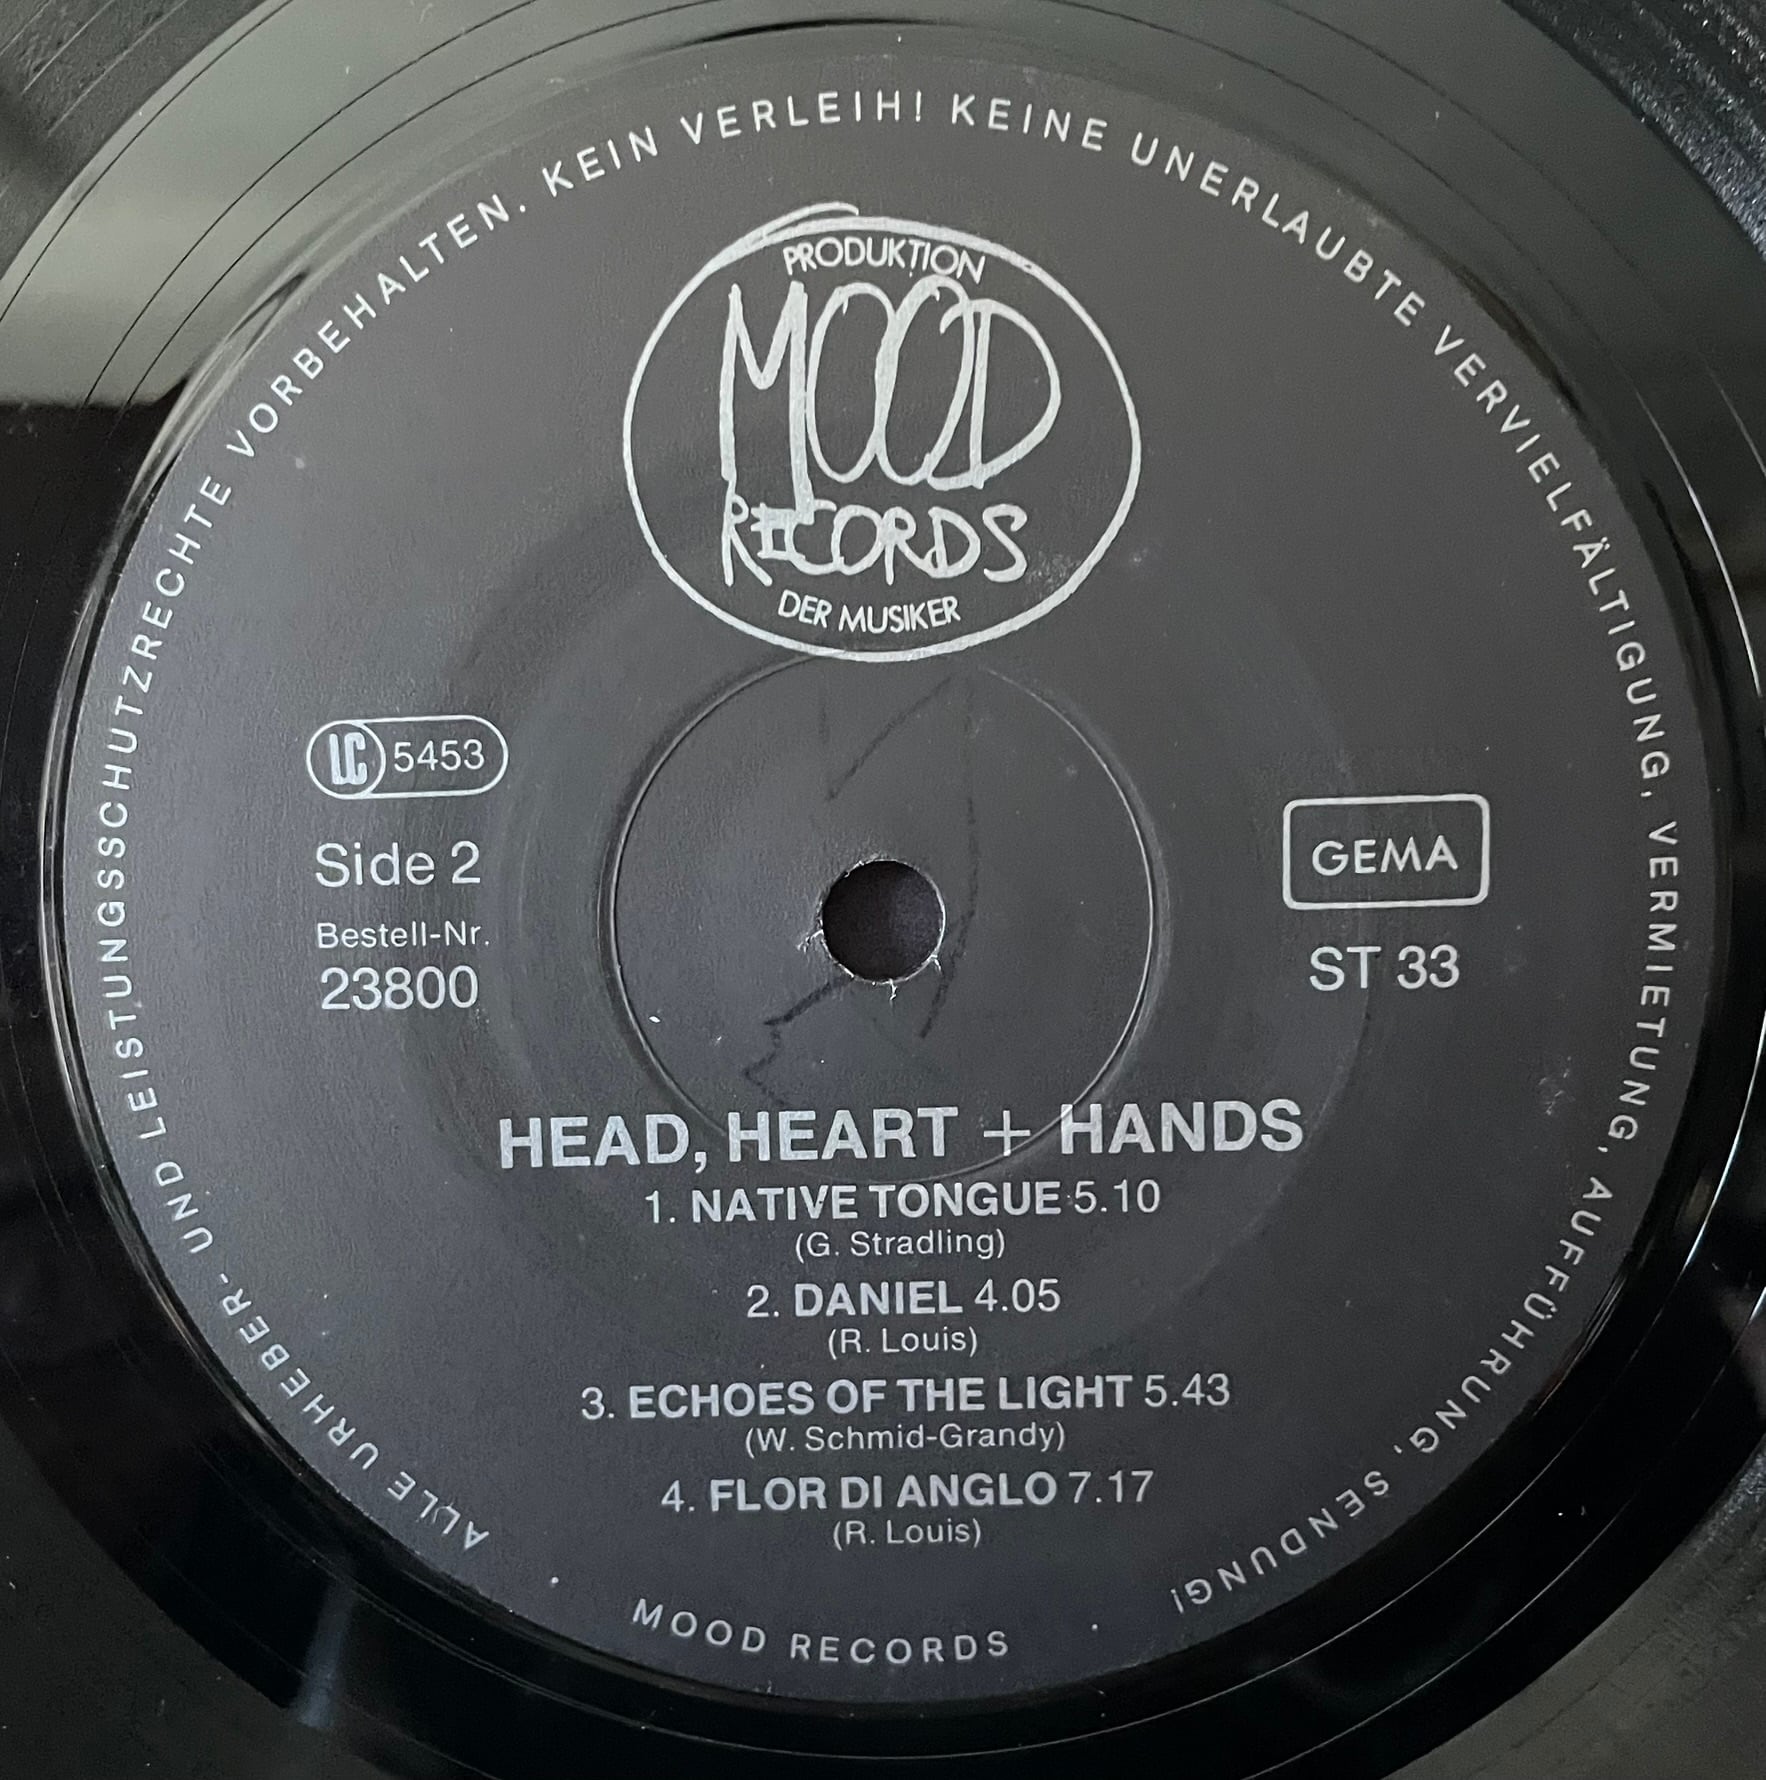 ALLE URHEBER- UND LEISTUNGSSCHUTZRECHTE VORBEHALTEN. KEIN VERLEIH! KEINE UNERLAUBTE VERVIELFÄLTIGUNG, VERMIETUNG, AUFFÜHRUNG, SENDUNG!
PRODUKTION
MOOD
RECORDS
DER MUSIKER
LC 5453
Side 2
Bestell-Nr.
23800
GEMA
ST 33
HEAD, HEART + HANDS
1. NATIVE TONGUE 5.10
(G. Stradling)
2. DANIEL 4.05
(R. Louis)
3. ECHOES OF THE LIGHT 5.43
(W. Schmid-Grandy)
4. FLOR DI ANGLO 7.17
(R. Louis)
· MOOD RECORDS ·